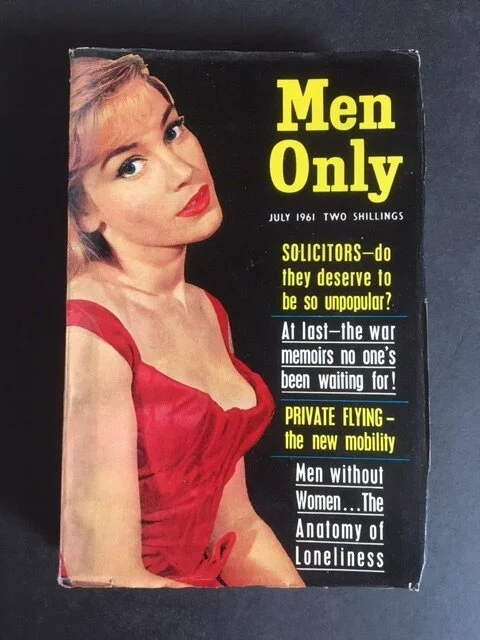 Men
Only
JULY 1961 TWO SHILLINGS
SOLICITORS—do
they deserve to
be so unpopular?
At last—the war
memoirs no one's
been waiting for!
PRIVATE FLYING—
the new mobility
Men without
Women...The
Anatomy of
Loneliness